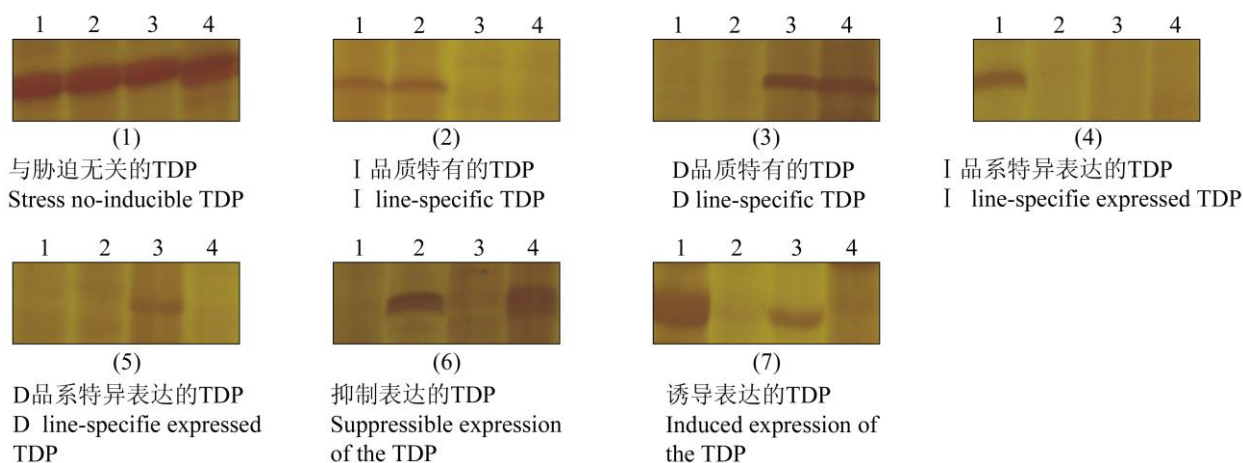 1 2 3 4
1 2 3 4
1 2 3 4
1 2 3 4
(1)
(2)
(3)
(4)
与胁迫无关的TDP
Stress no-inducible TDP
Ⅰ品质特有的TDP
Ⅰ line-specific TDP
D品质特有的TDP
D line-specific TDP
Ⅰ品系特异表达的TDP
Ⅰ line-specifie expressed TDP
1 2 3 4
1 2 3 4
1 2 3 4
(5)
(6)
(7)
D品系特异表达的TDP
D line-specifie expressed
TDP
抑制表达的TDP
Suppressible expression
of the TDP
诱导表达的TDP
Induced expression of
the TDP